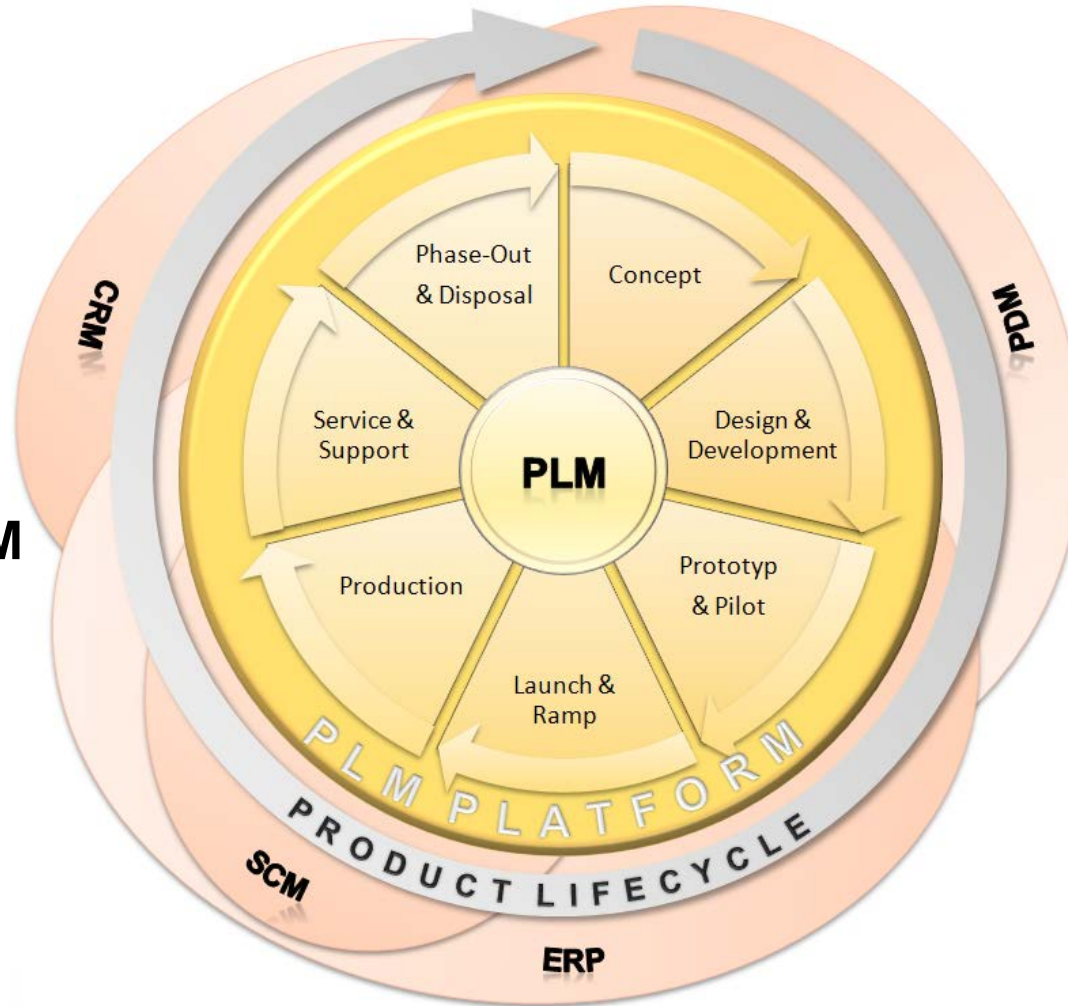 CRM
PDM
Phase-Out
& Disposal
Concept
Service &
Support
Design &
Development
PLM
M
Production
Prototyp
& Pilot
Launch &
Ramp
PLM PLATFORM
PRODUCT LIFECYCLE
SCM
ERP